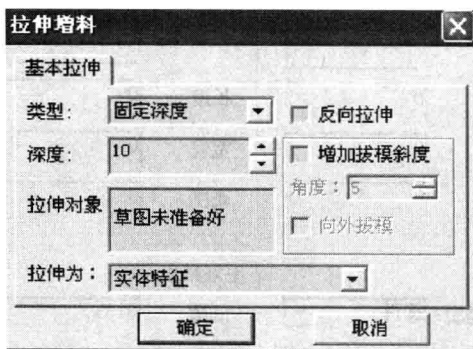 拉伸增料
基本拉伸
类型: 固定深度 反向拉伸
深度: 10 增加拔模斜度
角度: 5
拉伸对象 草图未准备好 向外拔模
拉伸为: 实体特征
确定 取消